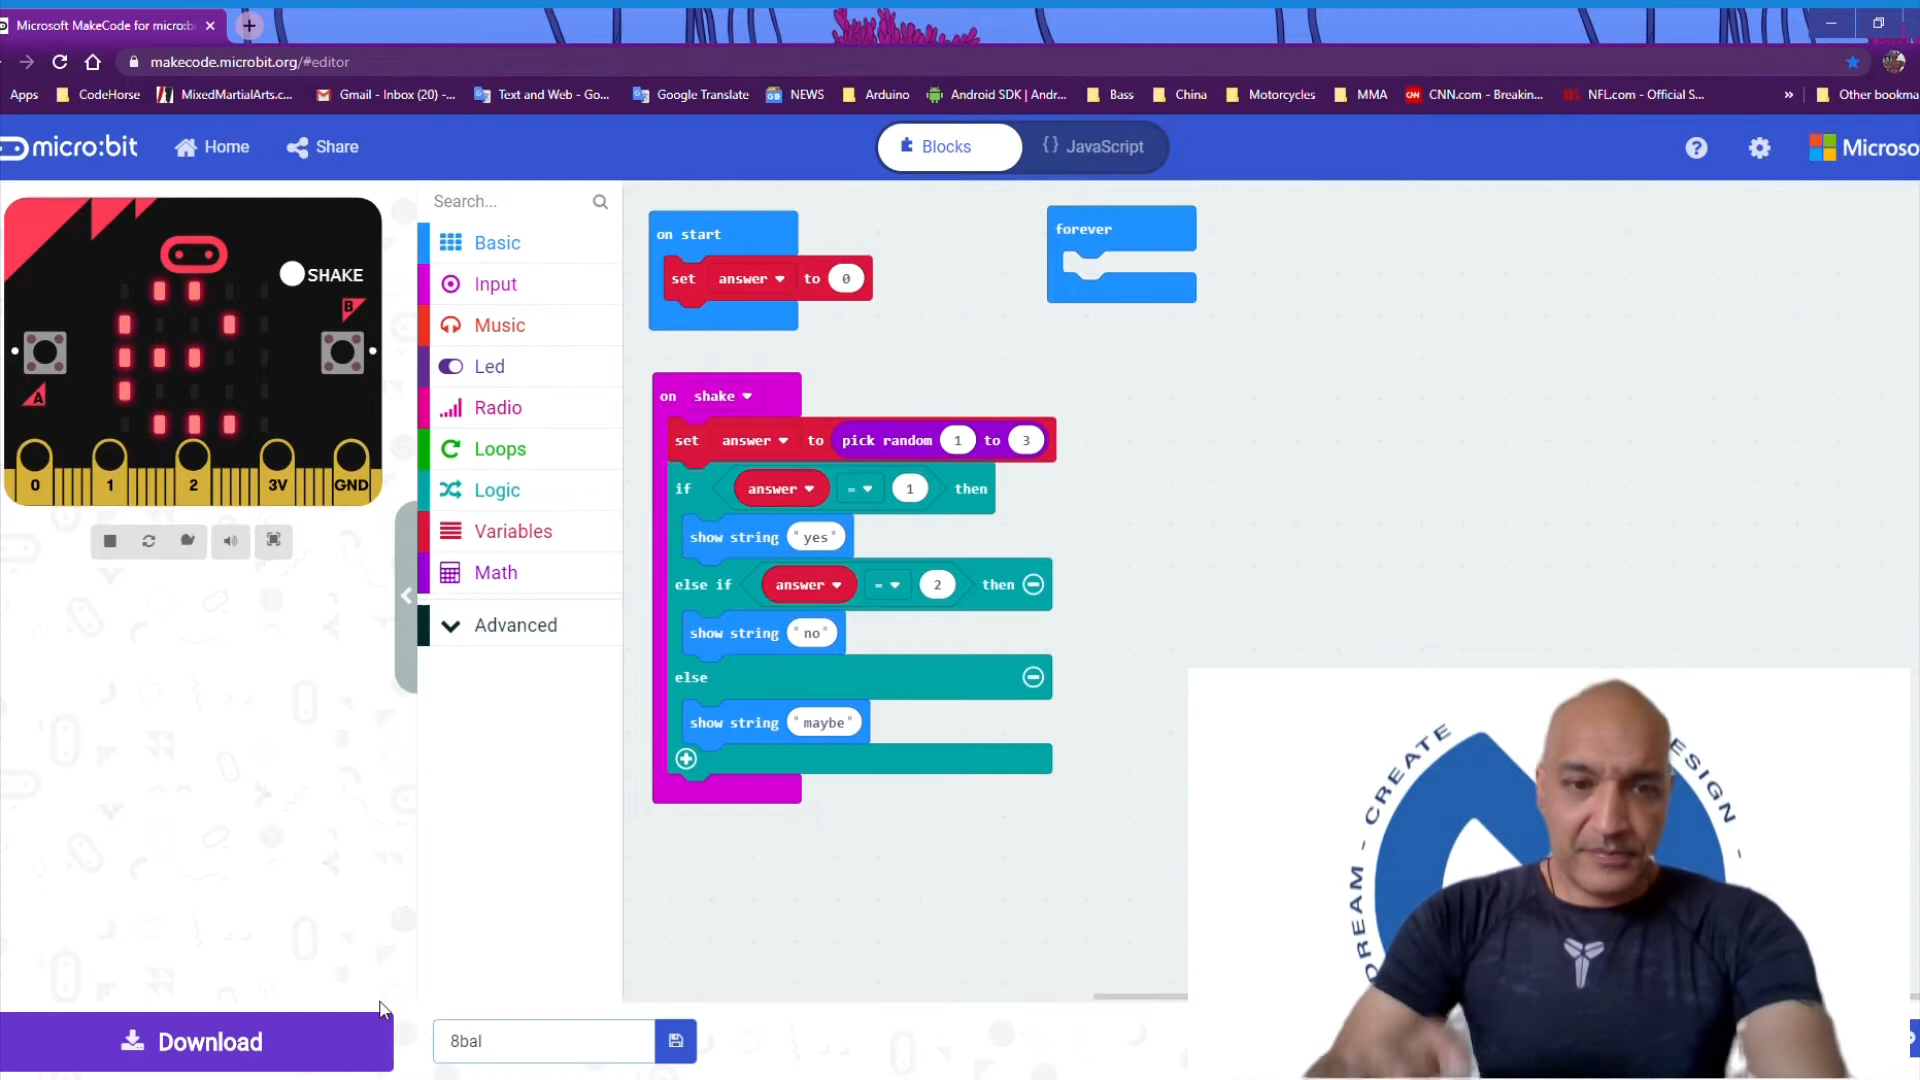 Microsoft MakeCode for micro:b
makecode.microbit.org/#editor
Apps CodeHorse MixedMartialArts.c... Gmail - Inbox (20) -... Text and Web - Go... Google Translate NEWS Arduino Android SDK | Andr... Bass China Motorcycles MMA CNN.com - Breakin... NFL.com - Official S... » Other bookma
micro:bit Home Share Blocks {} JavaScript ? Microso
SHAKE
B
A
0 1 2 3V GND
Search...
Basic
Input
Music
Led
Radio
Loops
Logic
Variables
Math
Advanced
on start
set answer to 0
forever
on shake
set answer to pick random 1 to 3
if answer = 1 then
show string "yes"
else if answer = 2 then
show string "no"
else
show string "maybe"
CREATE
DREAM
Download
8bal